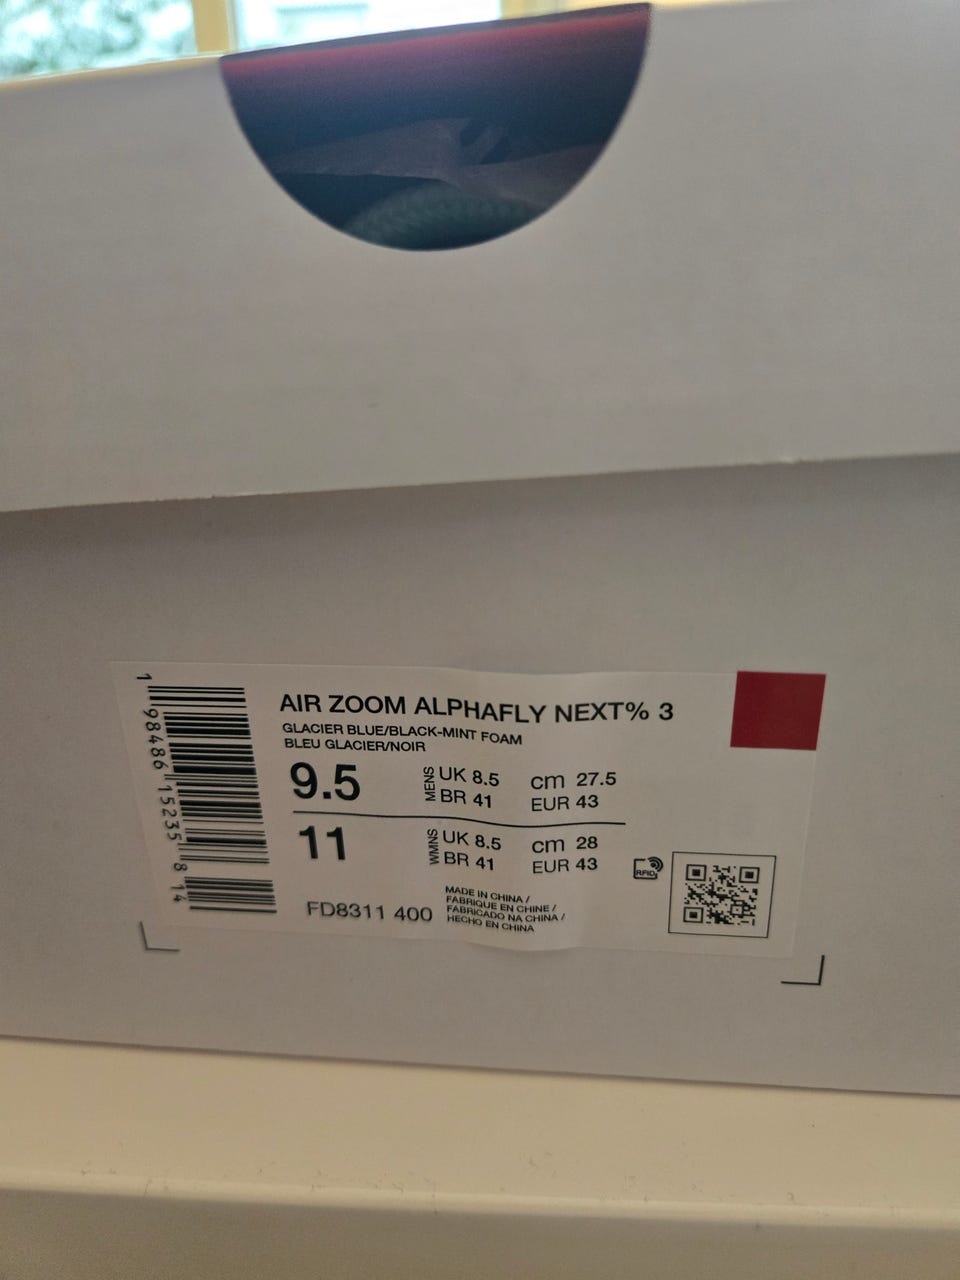 AIR ZOOM ALPHAFLY NEXT% 3
GLACIER BLUE/BLACK-MINT FOAM
BLEU GLACIER/NOIR
9.5 MENS UK 8.5 cm 27.5
BR 41 EUR 43
11 WMNS UK 8.5 cm 28
BR 41 EUR 43
RFID
FD8311 400
MADE IN CHINA /
FABRIQUE EN CHINE /
FABRICADO NA CHINA /
HECHO EN CHINA
1 98486 15235 8 14